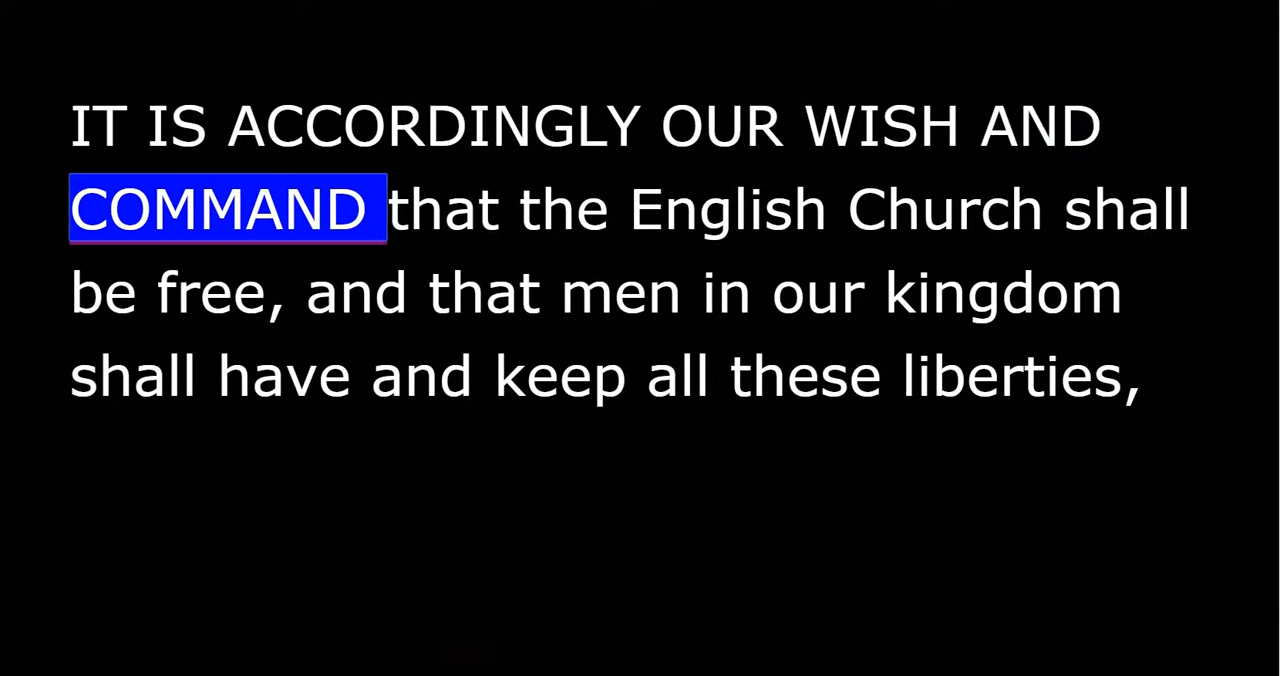 IT IS ACCORDINGLY OUR WISH AND
COMMAND that the English Church shall
be free, and that men in our kingdom
shall have and keep all these liberties,